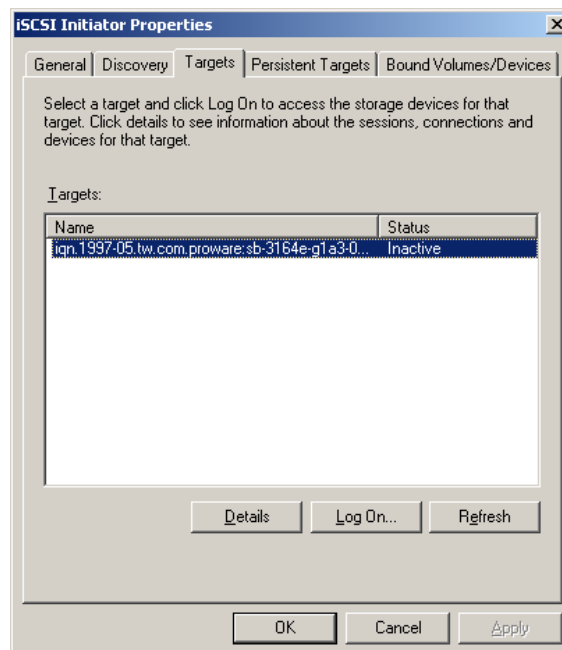 iSCSI Initiator Properties
General Discovery Targets Persistent Targets Bound Volumes/Devices
Select a target and click Log On to access the storage devices for that
target. Click details to see information about the sessions, connections and
devices for that target.
Targets:
Name Status
iqn.1997-05.tw.com.proware:sb-3164e-g1a3-0... Inactive
Details Log On... Refresh
OK Cancel Apply